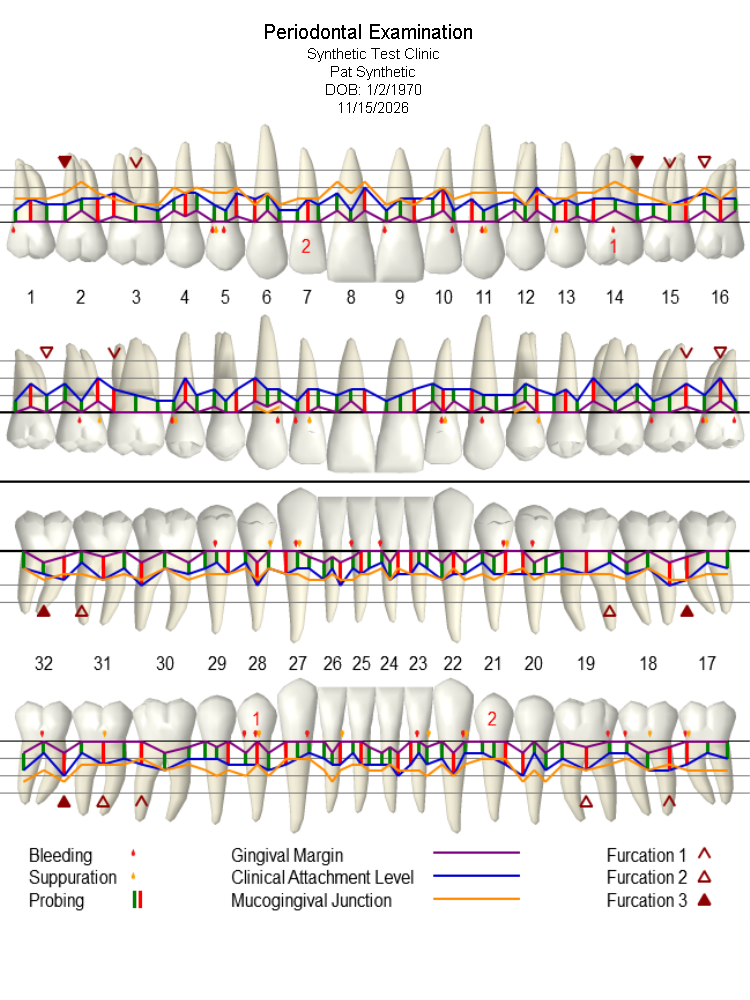 Periodontal Examination
Synthetic Test Clinic
Pat Synthetic
DOB: 1/2/1970
11/15/2026
2 1
1 2 3 4 5 6 7 8 9 10 11 12 13 14 15 16
32 31 30 29 28 27 26 25 24 23 22 21 20 19 18 17
1 2
Bleeding Gingival Margin Furcation 1
Suppuration Clinical Attachment Level Furcation 2
Probing Mucogingival Junction Furcation 3